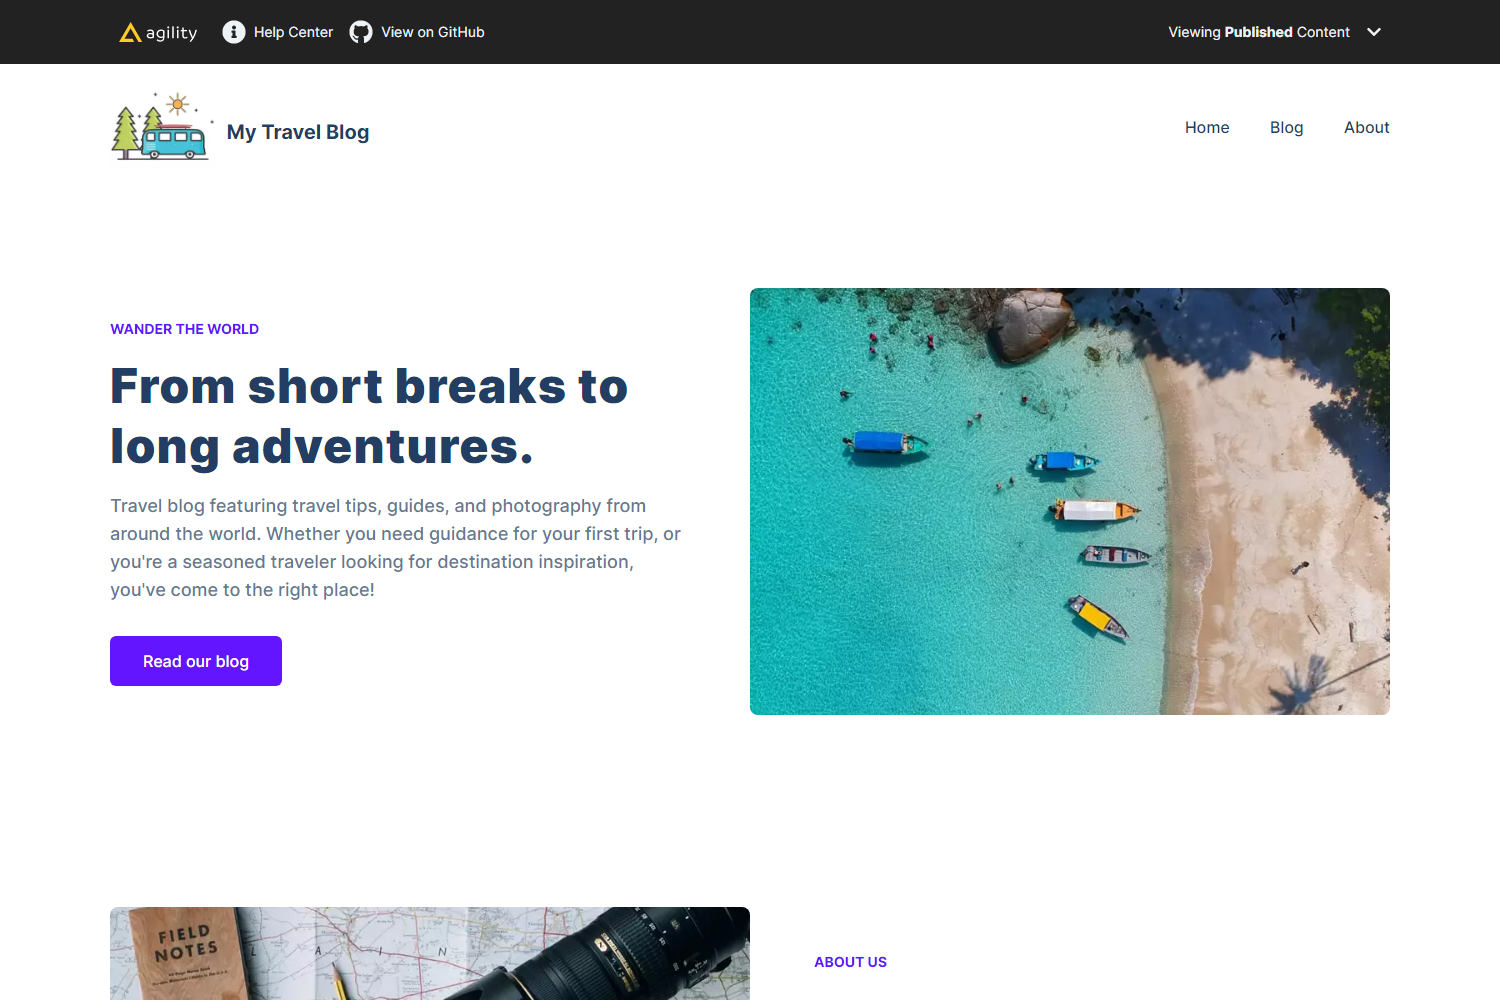 agility
Help Center
View on GitHub
Viewing Published Content
My Travel Blog
Home
Blog
About
WANDER THE WORLD
From short breaks to
long adventures.
Travel blog featuring travel tips, guides, and photography from
around the world. Whether you need guidance for your first trip, or
you're a seasoned traveler looking for destination inspiration,
you've come to the right place!
Read our blog
FIELD
NOTES
L A I N
ABOUT US